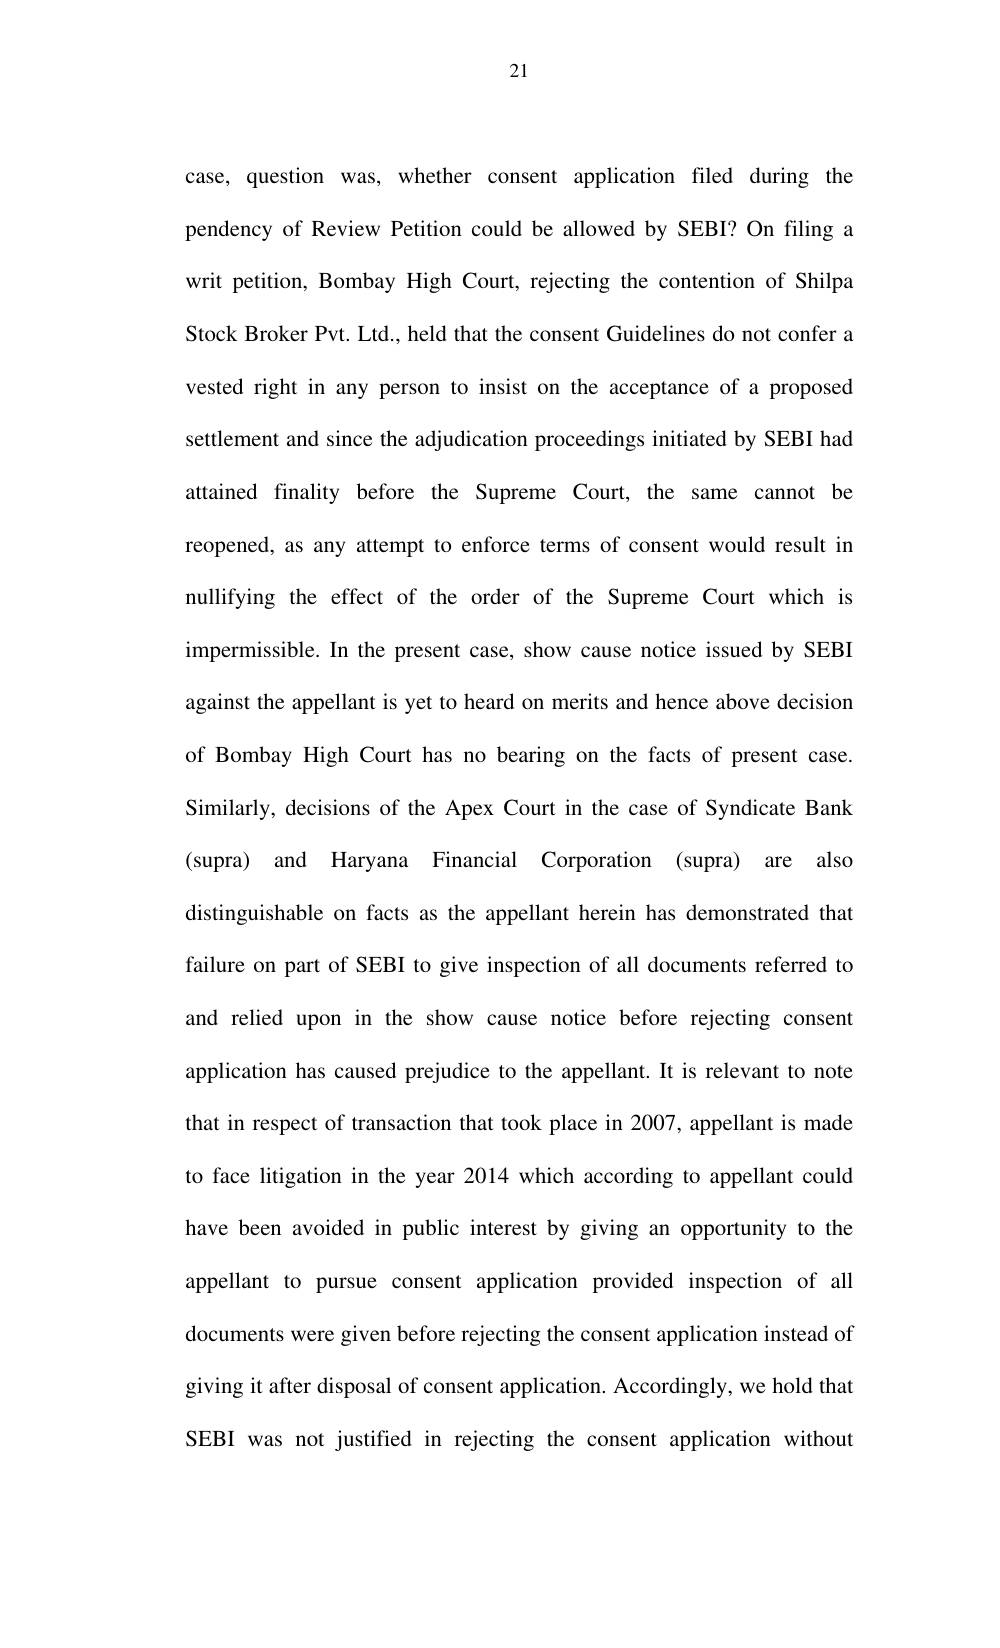 21
case, question was, whether consent application filed during the
pendency of Review Petition could be allowed by SEBI? On filing a
writ petition, Bombay High Court, rejecting the contention of Shilpa
Stock Broker Pvt. Ltd., held that the consent Guidelines do not confer a
vested right in any person to insist on the acceptance of a proposed
settlement and since the adjudication proceedings initiated by SEBI had
attained finality before the Supreme Court, the same cannot be
reopened, as any attempt to enforce terms of consent would result in
nullifying the effect of the order of the Supreme Court which is
impermissible. In the present case, show cause notice issued by SEBI
against the appellant is yet to heard on merits and hence above decision
of Bombay High Court has no bearing on the facts of present case.
Similarly, decisions of the Apex Court in the case of Syndicate Bank
(supra) and Haryana Financial Corporation (supra) are also
distinguishable on facts as the appellant herein has demonstrated that
failure on part of SEBI to give inspection of all documents referred to
and relied upon in the show cause notice before rejecting consent
application has caused prejudice to the appellant. It is relevant to note
that in respect of transaction that took place in 2007, appellant is made
to face litigation in the year 2014 which according to appellant could
have been avoided in public interest by giving an opportunity to the
appellant to pursue consent application provided inspection of all
documents were given before rejecting the consent application instead of
giving it after disposal of consent application. Accordingly, we hold that
SEBI was not justified in rejecting the consent application without